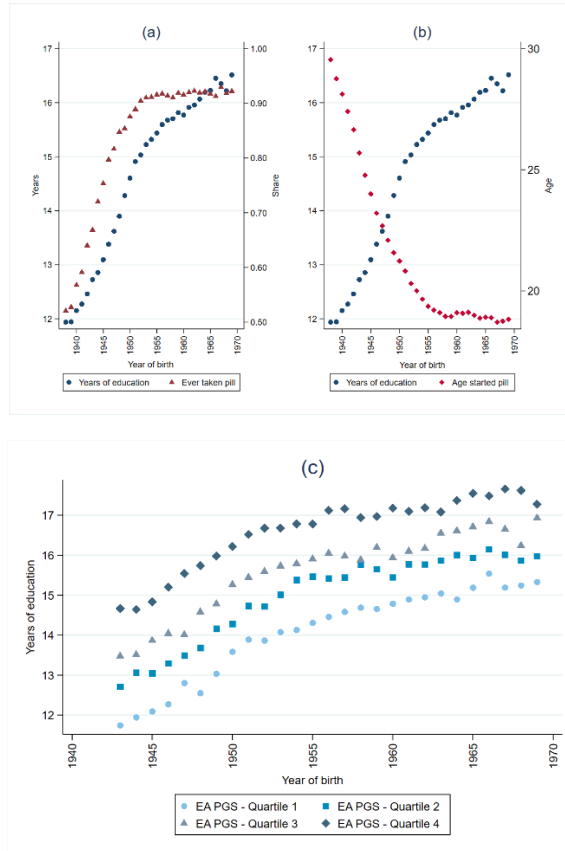 (a)
17
16
15
14
13
12
Years
1.00
0.90
0.80
0.70
0.60
0.50
Share
1940
1945
1950
1955
1960
1965
1970
Year of birth
Years of education
Ever taken pill
(b)
17
16
15
14
13
12
30
25
20
Age
1940
1945
1950
1955
1960
1965
1970
Year of birth
Years of education
Age started pill
(c)
17
16
15
14
13
12
Years of education
1940
1945
1950
1955
1960
1965
1970
Year of birth
EA PGS - Quartile 1
EA PGS - Quartile 2
EA PGS - Quartile 3
EA PGS - Quartile 4